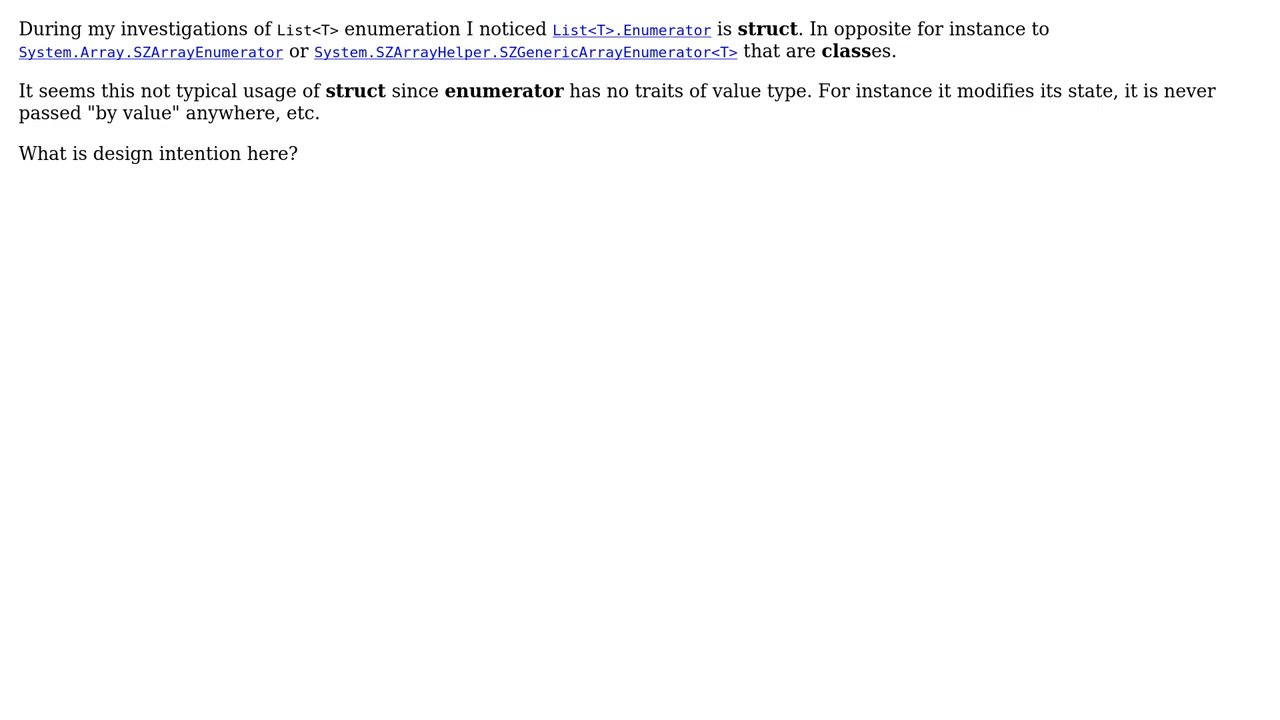 During my investigations of List<T> enumeration I noticed List<T>.Enumerator is struct. In opposite for instance to
System.Array.SZArrayEnumerator or System.SZArrayHelper.SZGenericArrayEnumerator<T> that are classes.
It seems this not typical usage of struct since enumerator has no traits of value type. For instance it modifies its state, it is never
passed "by value" anywhere, etc.
What is design intention here?